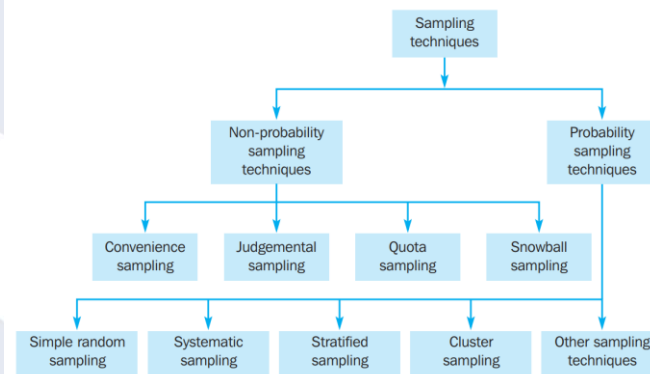 Sampling
techniques
Non-probability
sampling
techniques
Probability
sampling
techniques
Convenience
sampling
Judgemental
sampling
Quota
sampling
Snowball
sampling
Simple random
sampling
Systematic
sampling
Stratified
sampling
Cluster
sampling
Other sampling
techniques